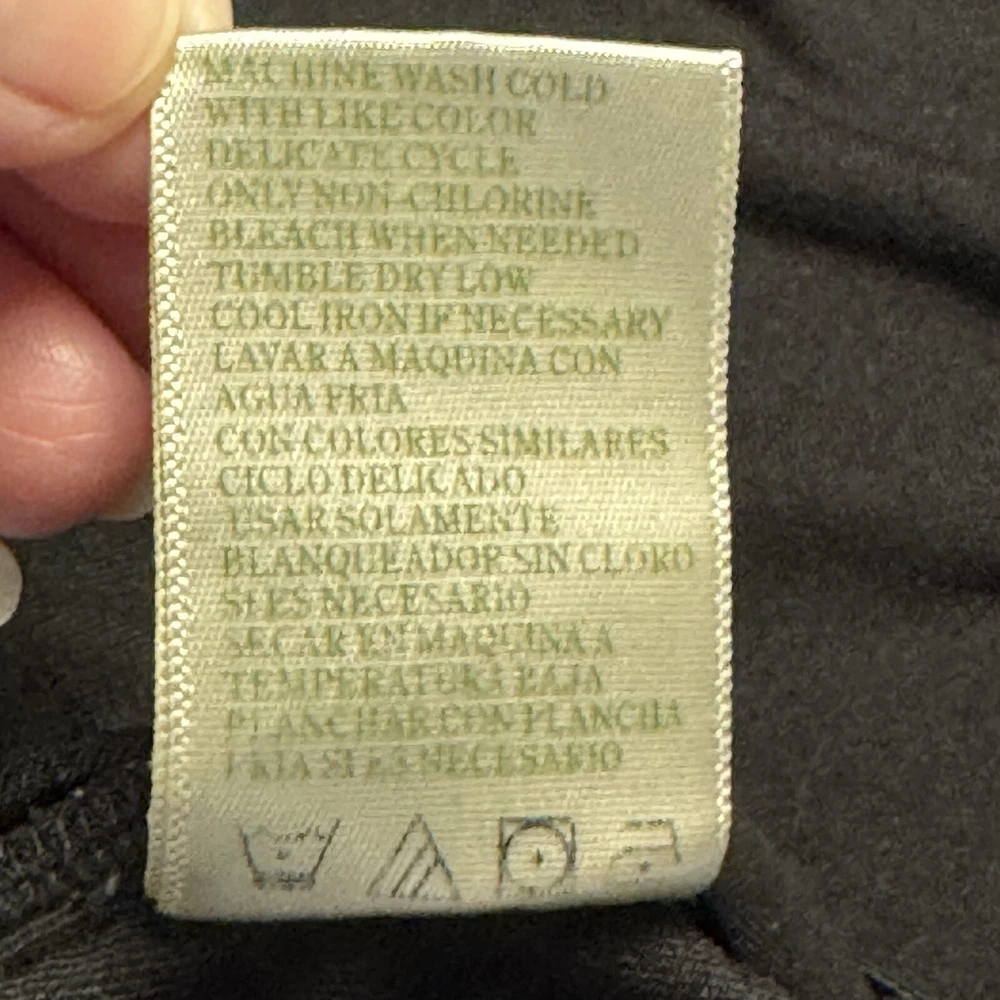 MACHINE WASH COLD
WITH LIKE COLOR
DELICATE CYCLE
ONLY NON-CHLORINE
BLEACH WHEN NEEDED
TUMBLE DRY LOW
COOL IRON IF NECESSARY
LAVAR A MAQUINA CON
AGUA FRIA
CON COLORES SIMILARES
CICLO DELICADO
USAR SOLAMENTE
BLANQUEADOR SIN CLORO
SI ES NECESARIO
SECAR EN MAQUINA A
TEMPERATURA BAJA
PLANCHAR CON PLANCHA
FRIA SI ES NECESARIO